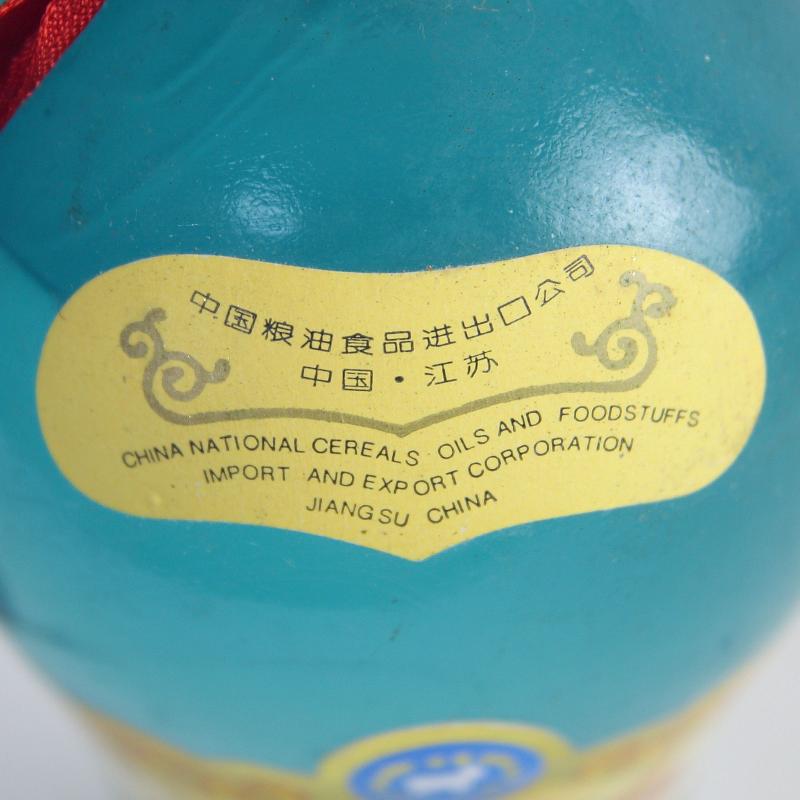 中国粮油食品进出口公司
中国·江苏
CHINA NATIONAL CEREALS OILS AND FOODSTUFFS
IMPORT AND EXPORT CORPORATION
JIANGSU CHINA